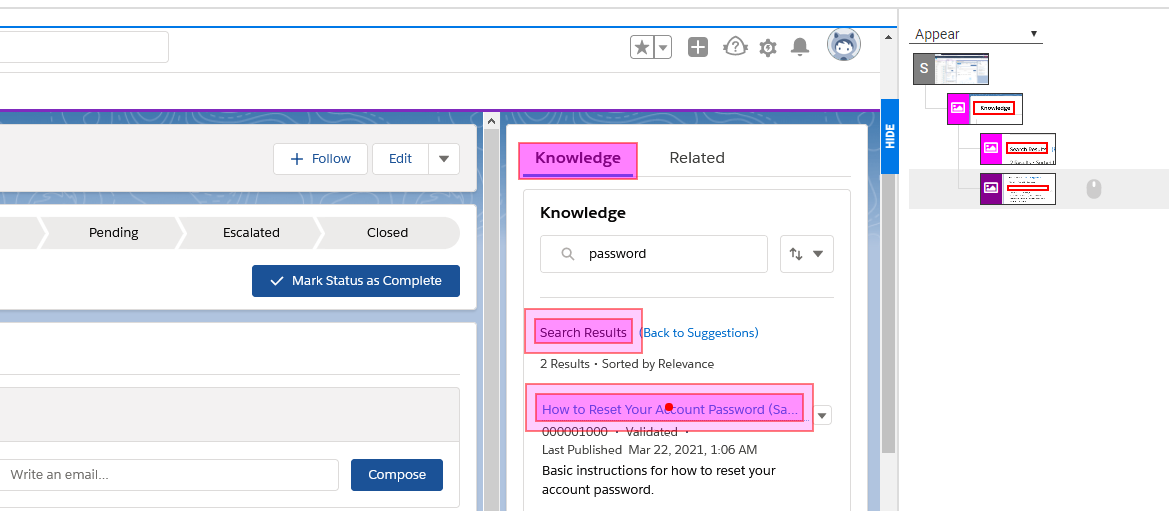 Appear
S
Knowledge
Search Results
HIDE
Follow
Edit
Knowledge
Related
Knowledge
Pending
Escalated
Closed
password
Mark Status as Complete
Search Results (Back to Suggestions)
2 Results • Sorted by Relevance
How to Reset Your Account Password (Sa...
000001000 • Validated •
Last Published Mar 22, 2021, 1:06 AM
Basic instructions for how to reset your
account password.
Write an email...
Compose